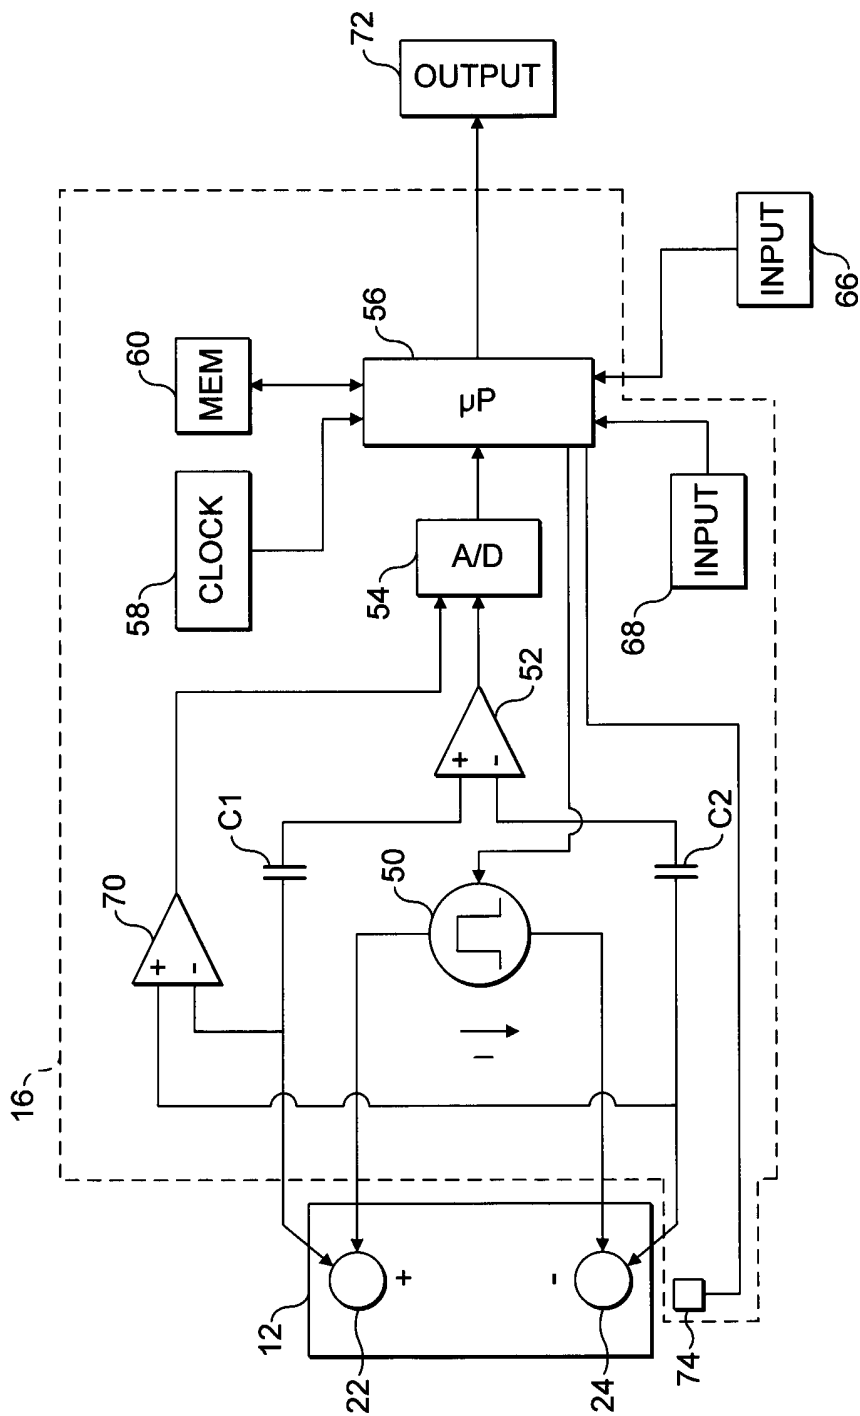 16
70
+
-
C1
58
CLOCK
60
MEM
56
µP
72
OUTPUT
54
A/D
52
+
-
50
I
12
+
-
22
24
74
C2
68
INPUT
66
INPUT